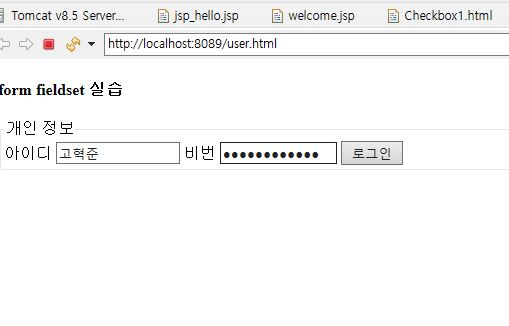 Tomcat v8.5 Server... jsp_hello.jsp welcome.jsp Checkbox1.html
http://localhost:8089/user.html
form fieldset 실습
개인 정보
아이디 고혁준 비번 ●●●●●●●●●●●● 로그인